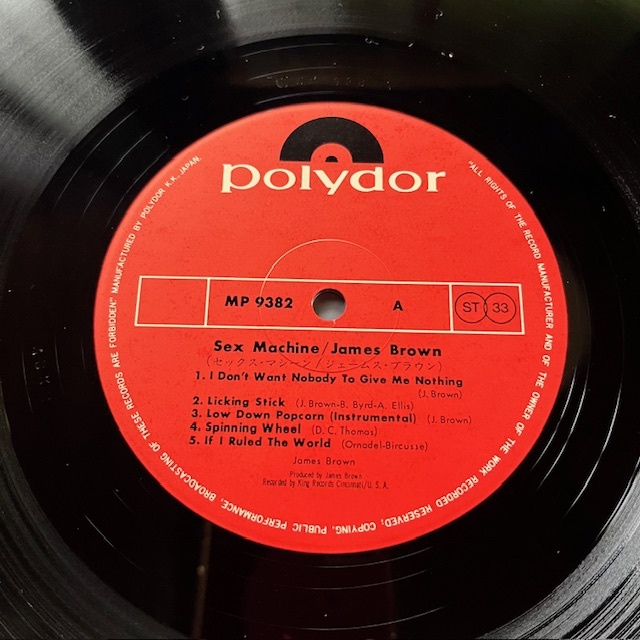 polydor
MP 9382 A ST 33
Sex Machine/James Brown
(セックス・マシーン/ジェームス・ブラウン)
1. I Don't Want Nobody To Give Me Nothing
(J. Brown)
2. Licking Stick (J. Brown-B. Byrd-A. Ellis)
3. Low Down Popcorn (Instrumental) (J. Brown)
4. Spinning Wheel (D. C. Thomas)
5. If I Ruled The World (Ornadel-Bircusse)
James Brown
Produced by James Brown
Recorded by King Records Cincinnati/U. S. A.
"ALL RIGHTS OF THE RECORD MANUFACTURER AND OF THE OWNER OF THE WORK RECORDED RESERVED; COPYING, PUBLIC PERFORMANCE, BROADCASTING OF THESE RECORDS ARE FORBIDDEN" MANUFACTURED BY POLYDOR K.K., JAPAN.